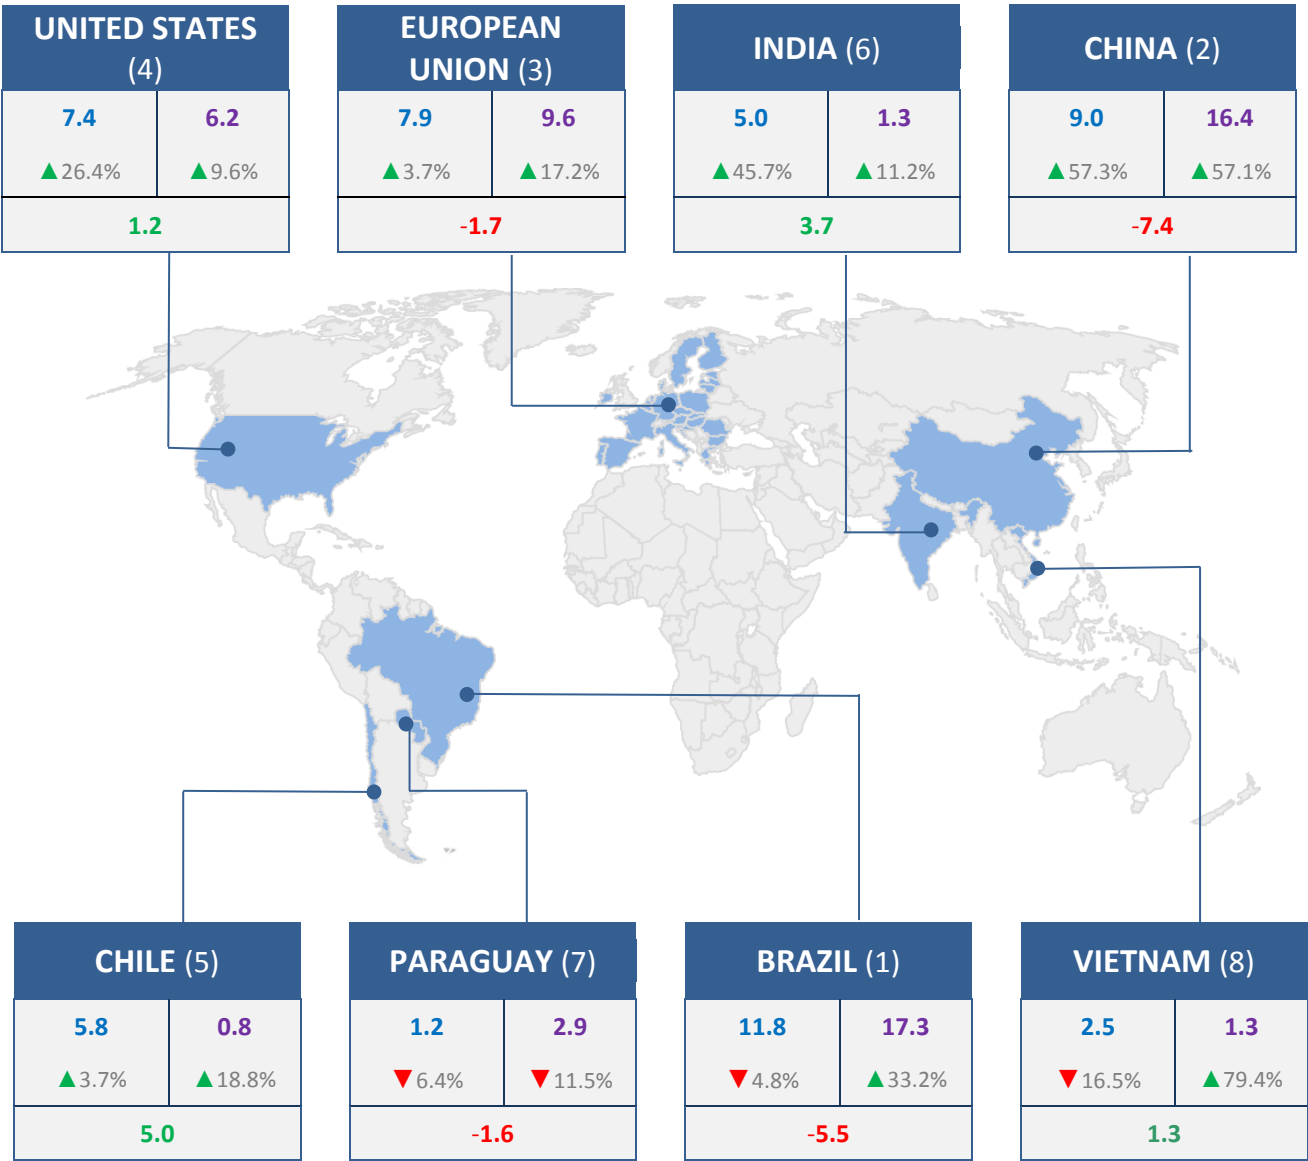 UNITED STATES
(4)
7.4 6.2
▲26.4% ▲9.6%
1.2
EUROPEAN
UNION (3)
7.9 9.6
▲3.7% ▲17.2%
-1.7
INDIA (6)
5.0 1.3
▲45.7% ▲11.2%
3.7
CHINA (2)
9.0 16.4
▲57.3% ▲57.1%
-7.4
CHILE (5)
5.8 0.8
▲3.7% ▲18.8%
5.0
PARAGUAY (7)
1.2 2.9
▼6.4% ▼11.5%
-1.6
BRAZIL (1)
11.8 17.3
▼4.8% ▲33.2%
-5.5
VIETNAM (8)
2.5 1.3
▼16.5% ▲79.4%
1.3